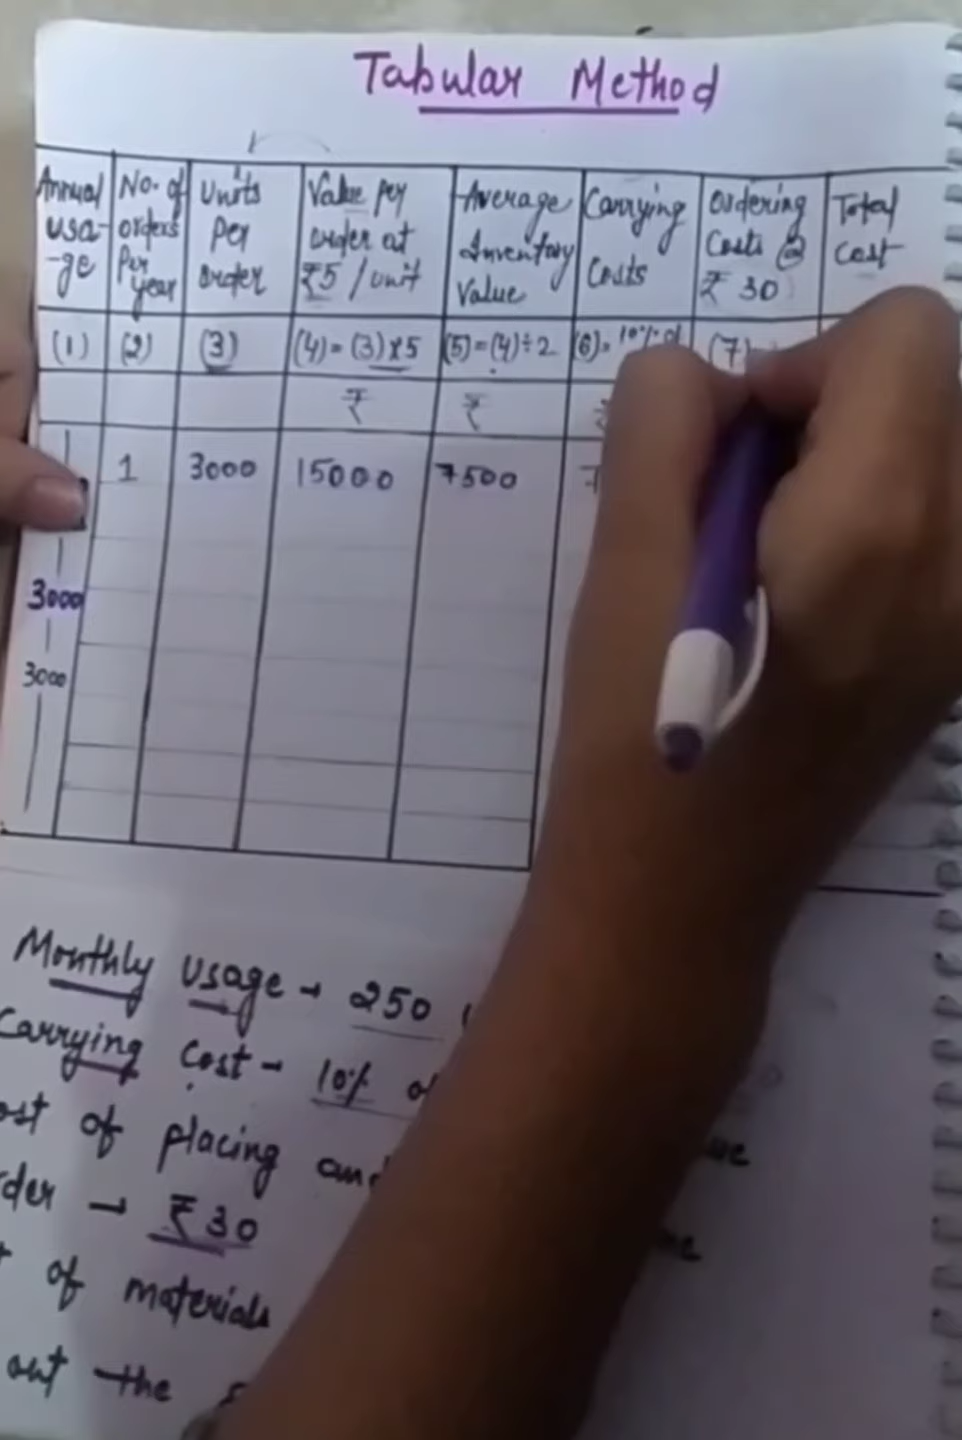 Tabular Method
Annual usa-ge
No. of orders Per year
Units Per order
Value per order at ₹5 / unit
Average Inventory Value
Carrying Costs
Ordering Costs @ ₹ 30
Total Cost
(1) (2) (3) (4) = (3) x 5 (5) = (4) ÷ 2 (6) = 10% of (7)
₹ ₹
1 3000 15000 7500
3000
3000
Monthly Usage → 250
Carrying Cost - 10%
of placing
→ ₹30
of materials
out the